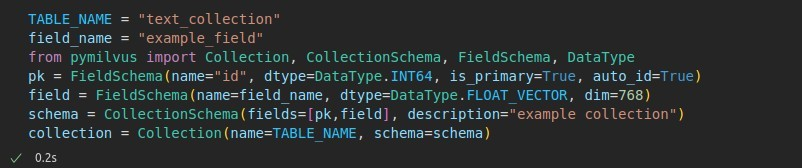 TABLE_NAME = "text_collection"
field_name = "example_field"
from pymilvus import Collection, CollectionSchema, FieldSchema, DataType
pk = FieldSchema(name="id", dtype=DataType.INT64, is_primary=True, auto_id=True)
field = FieldSchema(name=field_name, dtype=DataType.FLOAT_VECTOR, dim=768)
schema = CollectionSchema(fields=[pk,field], description="example collection")
collection = Collection(name=TABLE_NAME, schema=schema)
✓ 0.2s